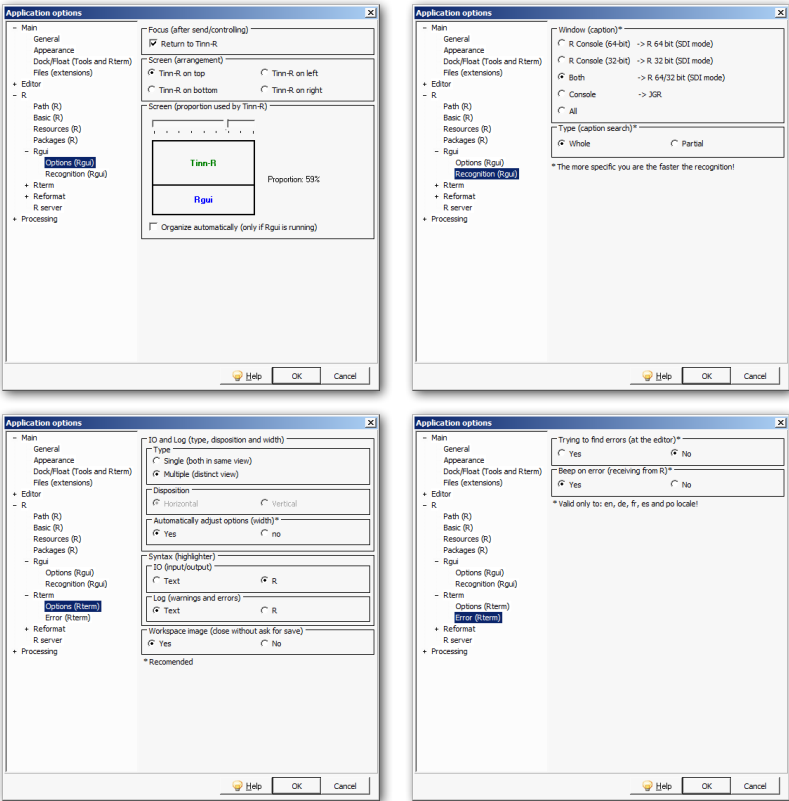 Application options
- Main
General
Appearance
Dock/Float (Tools and Rterm)
Files (extensions)
+ Editor
- R
Path (R)
Basic (R)
Resources (R)
Packages (R)
- Rgui
Options (Rgui)
Recognition (Rgui)
+ Rterm
+ Reformat
R server
+ Processing
Focus (after send/controlling)
Return to Tinn-R
Screen (arrangement)
Tinn-R on top Tinn-R on left
Tinn-R on bottom Tinn-R on right
Screen (proportion used by Tinn-R)
Tinn-R
Rgui
Proportion: 59%
Organize automatically (only if Rgui is running)
Help OK Cancel
Application options
- Main
General
Appearance
Dock/Float (Tools and Rterm)
Files (extensions)
+ Editor
- R
Path (R)
Basic (R)
Resources (R)
Packages (R)
- Rgui
Options (Rgui)
Recognition (Rgui)
+ Rterm
+ Reformat
R server
+ Processing
Window (caption)*
R Console (64-bit) -> R 64 bit (SDI mode)
R Console (32-bit) -> R 32 bit (SDI mode)
Both -> R 64/32 bit (SDI mode)
Console -> JGR
All
Type (caption search)*
Whole Partial
* The more specific you are the faster the recognition!
Help OK Cancel
Application options
- Main
General
Appearance
Dock/Float (Tools and Rterm)
Files (extensions)
+ Editor
- R
Path (R)
Basic (R)
Resources (R)
Packages (R)
- Rgui
Options (Rgui)
Recognition (Rgui)
- Rterm
Options (Rterm)
Error (Rterm)
+ Reformat
R server
+ Processing
IO and Log (type, disposition and width)
Type
Single (both in same view)
Multiple (distinct view)
Disposition
Horizontal Vertical
Automatically adjust options (width)*
Yes no
Syntax (highlighter)
IO (input/output)
Text R
Log (warnings and errors)
Text R
Workspace image (close without ask for save)
Yes No
* Recomended
Help OK Cancel
Application options
- Main
General
Appearance
Dock/Float (Tools and Rterm)
Files (extensions)
+ Editor
- R
Path (R)
Basic (R)
Resources (R)
Packages (R)
- Rgui
Options (Rgui)
Recognition (Rgui)
- Rterm
Options (Rterm)
Error (Rterm)
+ Reformat
R server
+ Processing
Trying to find errors (at the editor)*
Yes No
Beep on error (receiving from R)*
Yes No
* Valid only to: en, de, fr, es and po locale!
Help OK Cancel